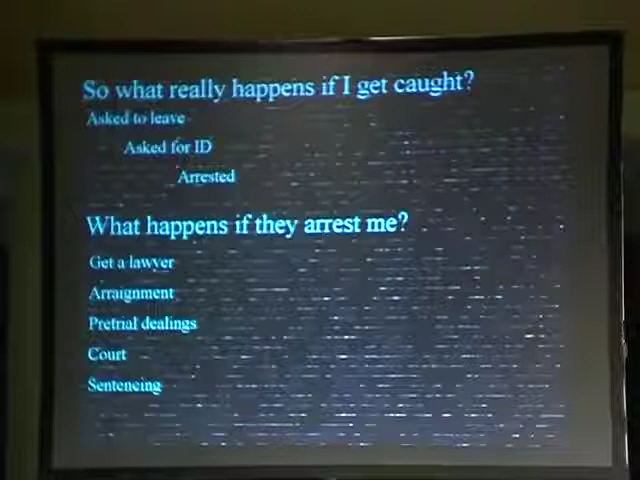 So what really happens if I get caught?
Asked to leave
Asked for ID
Arrested
What happens if they arrest me?
Get a lawyer
Arraignment
Pretrial dealings
Court
Sentencing